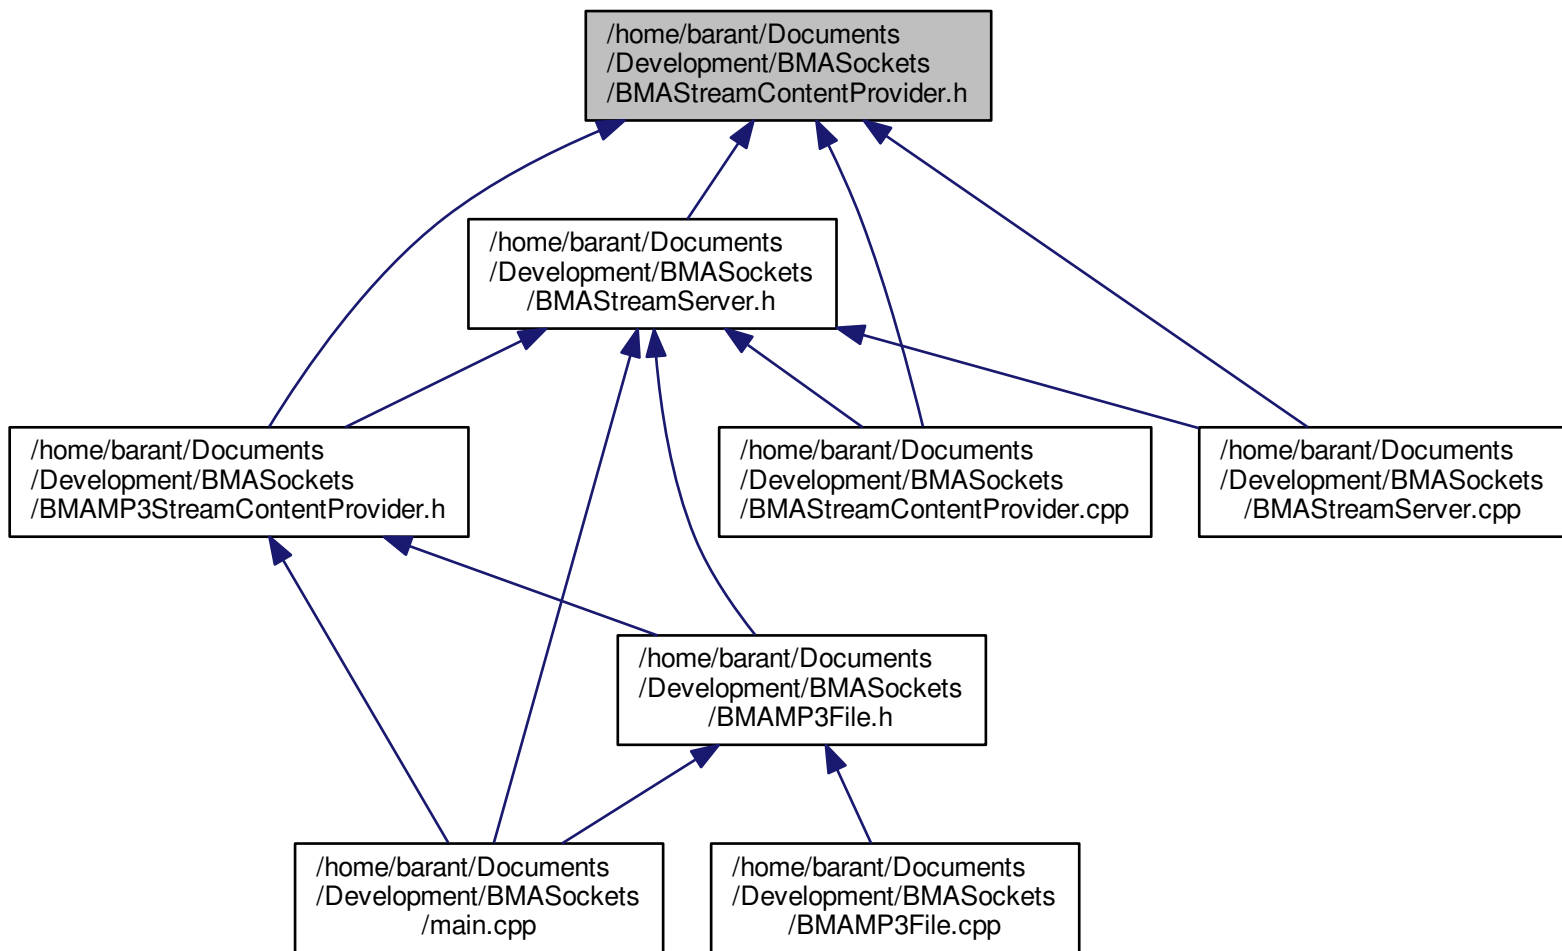 /home/barant/Documents
/Development/BMASockets
/BMAStreamContentProvider.h
/home/barant/Documents
/Development/BMASockets
/BMAStreamServer.h
/home/barant/Documents
/Development/BMASockets
/BMAMP3StreamContentProvider.h
/home/barant/Documents
/Development/BMASockets
/BMAStreamContentProvider.cpp
/home/barant/Documents
/Development/BMASockets
/BMAStreamServer.cpp
/home/barant/Documents
/Development/BMASockets
/BMAMP3File.h
/home/barant/Documents
/Development/BMASockets
/main.cpp
/home/barant/Documents
/Development/BMASockets
/BMAMP3File.cpp